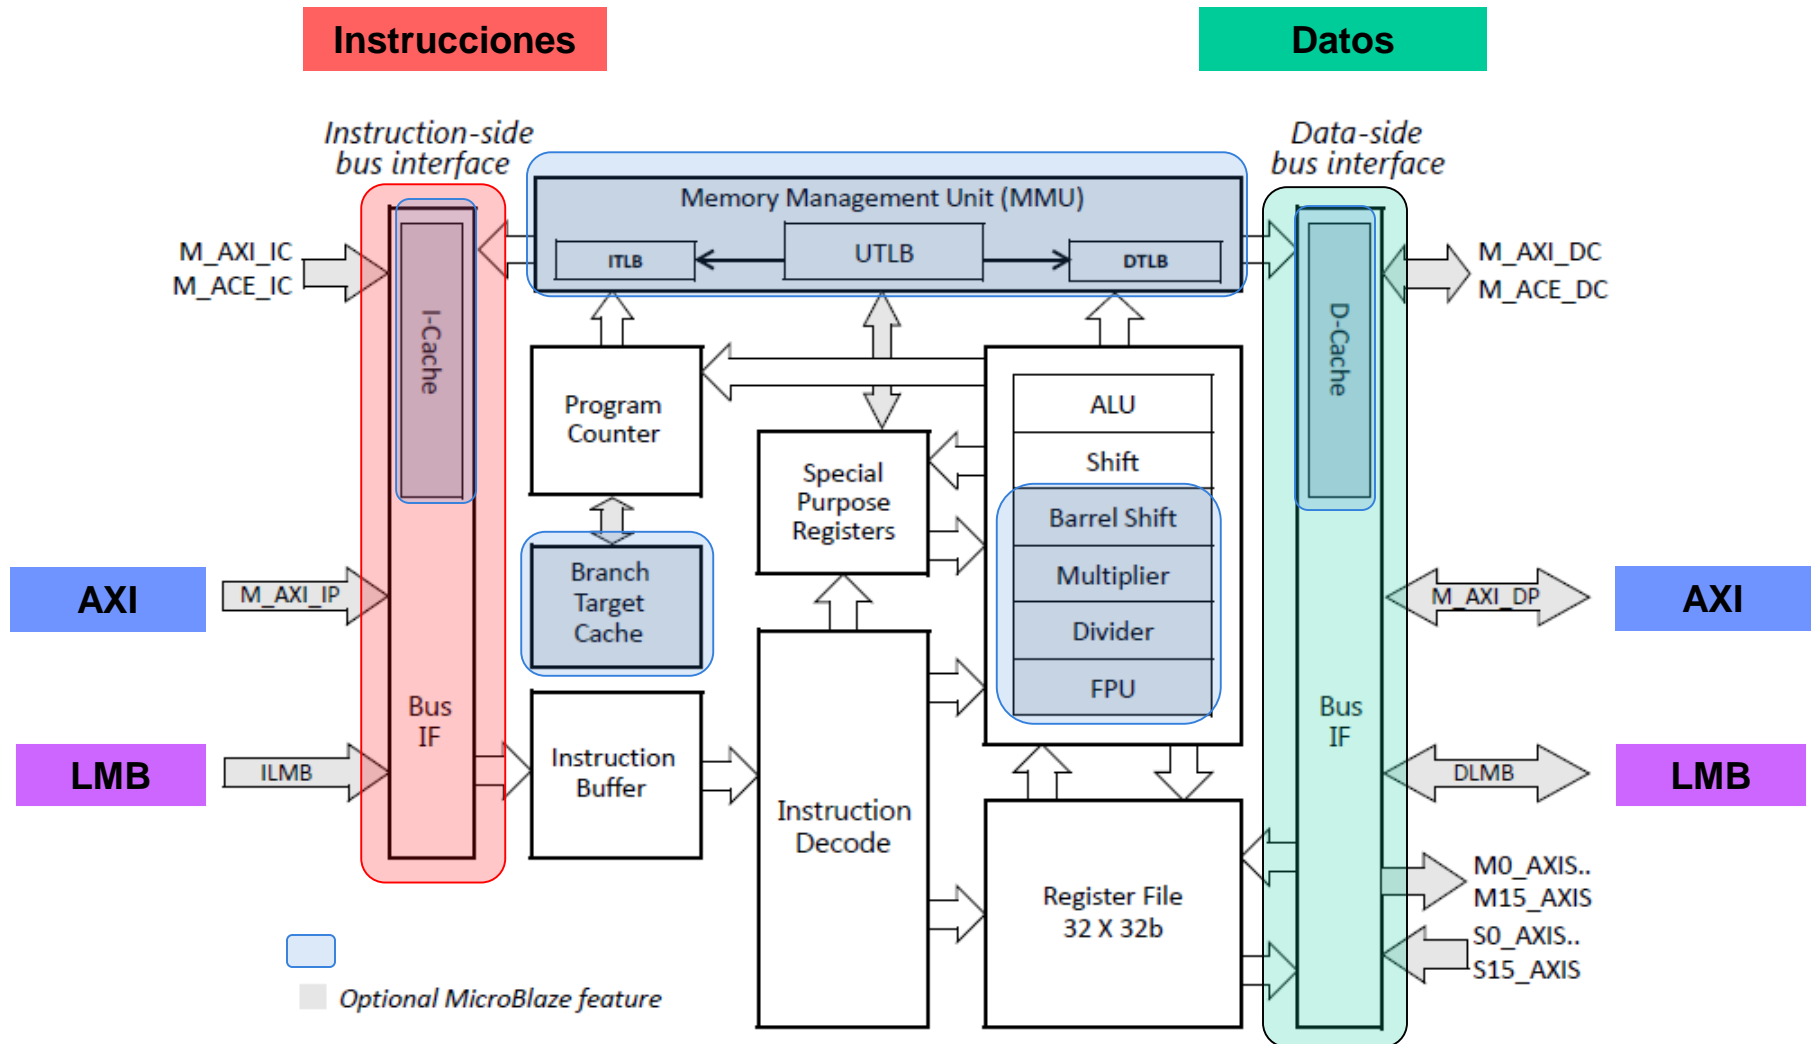 Instrucciones
Datos
Instruction-side
bus interface
Data-side
bus interface
Memory Management Unit (MMU)
ITLB
UTLB
DTLB
M_AXI_IC
M_ACE_IC
I-Cache
D-Cache
M_AXI_DC
M_ACE_DC
Program
Counter
ALU
Shift
Barrel Shift
Multiplier
Divider
FPU
Special
Purpose
Registers
Branch
Target
Cache
AXI
M_AXI_IP
M_AXI_DP
AXI
Bus
IF
Bus
IF
LMB
ILMB
Instruction
Buffer
DLMB
LMB
Instruction
Decode
Register File
32 X 32b
M0_AXIS..
M15_AXIS
S0_AXIS..
S15_AXIS
Optional MicroBlaze feature